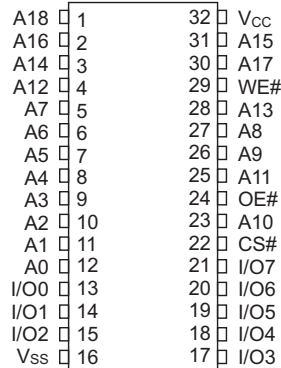 A18 1 32 VCC
A16 2 31 A15
A14 3 30 A17
A12 4 29 WE#
A7 5 28 A13
A6 6 27 A8
A5 7 26 A9
A4 8 25 A11
A3 9 24 OE#
A2 10 23 A10
A1 11 22 CS#
A0 12 21 I/O7
I/O0 13 20 I/O6
I/O1 14 19 I/O5
I/O2 15 18 I/O4
VSS 16 17 I/O3